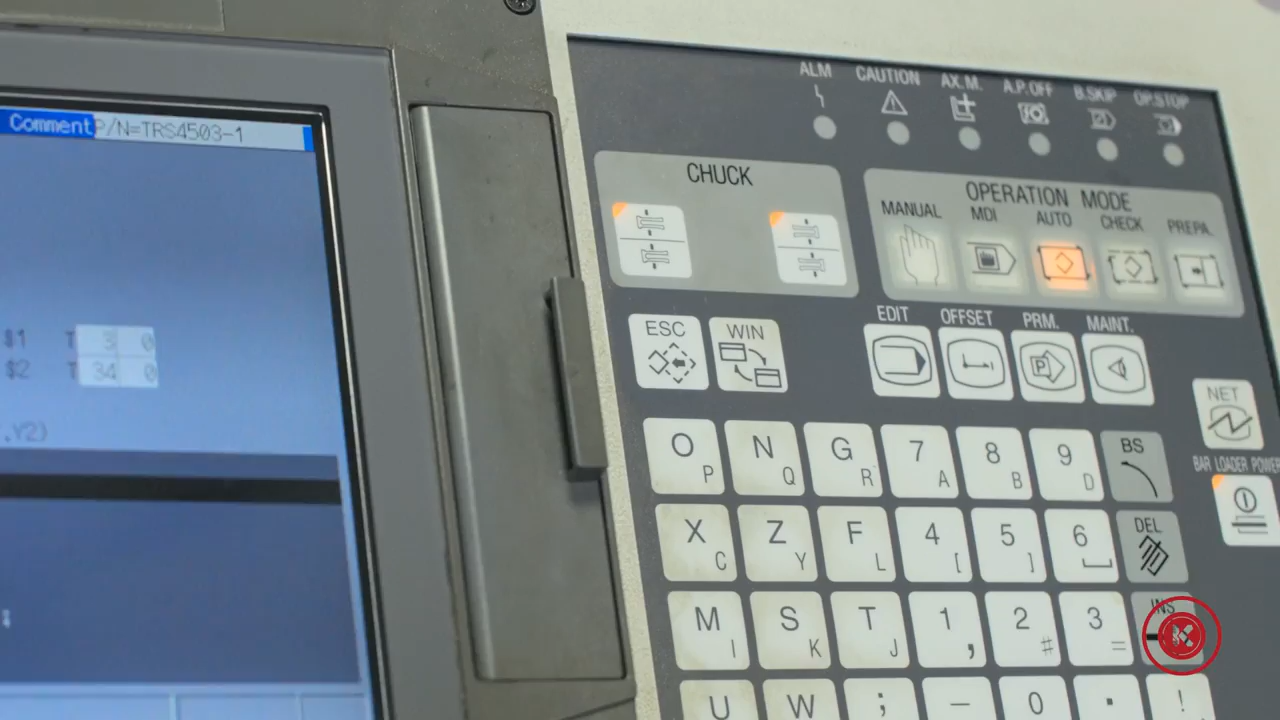 Comment P/N=TRS4503-1
$1 T 3 0
$2 T 34 0
,Y2)
ALM CAUTION AX.M. A.P.OFF B.SKIP OP.STOP
CHUCK
OPERATION MODE
MANUAL MDI AUTO CHECK PREPA.
ESC WIN EDIT OFFSET PRM. MAINT.
P
NET
BAR LOADER POWER
O P N Q G R 7 A 8 B 9 D BS
X C Z Y F L 4 [ 5 ] 6 DEL
M I S K T J 1 , 2 # 3 = INS
U W ; - 0 . !